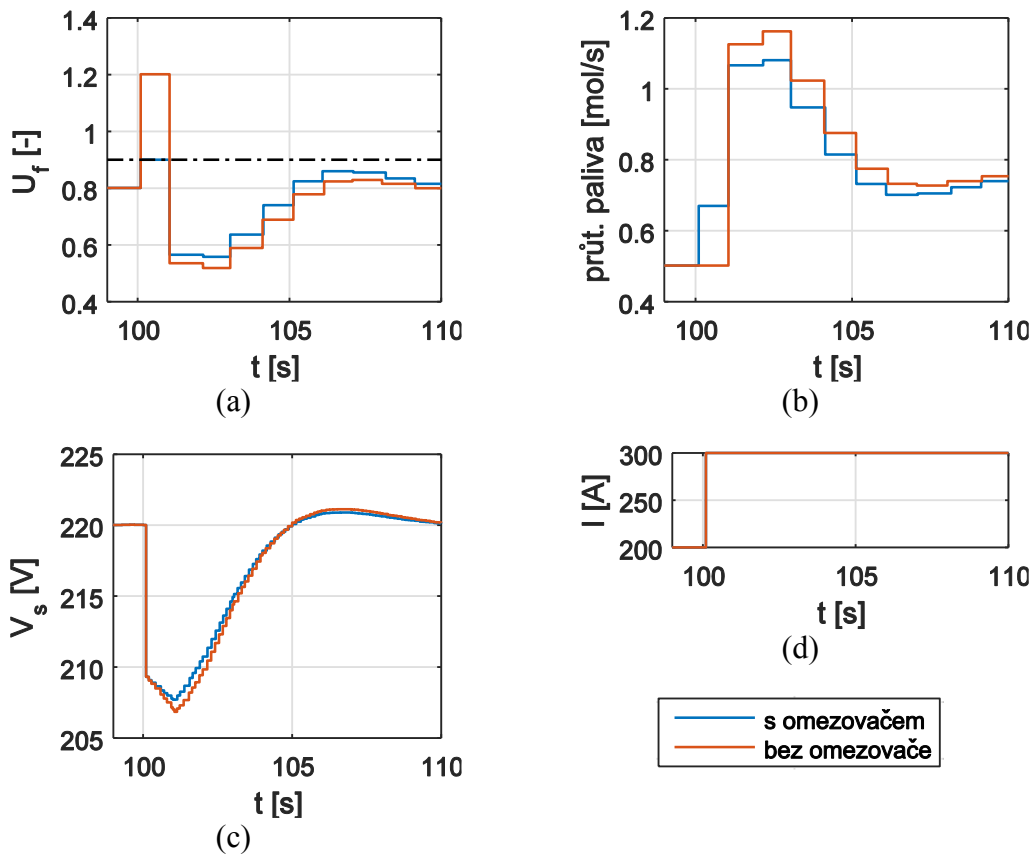 1.4
1.2
1
0.8
0.6
0.4
U_f [-]
100
105
110
t [s]
(a)
1.2
1
0.8
0.6
0.4
průt. paliva [mol/s]
100
105
110
t [s]
(b)
225
220
215
210
205
V_s [V]
100
105
110
t [s]
(c)
300
250
200
I [A]
100
105
110
t [s]
(d)
s omezovačem
bez omezovače